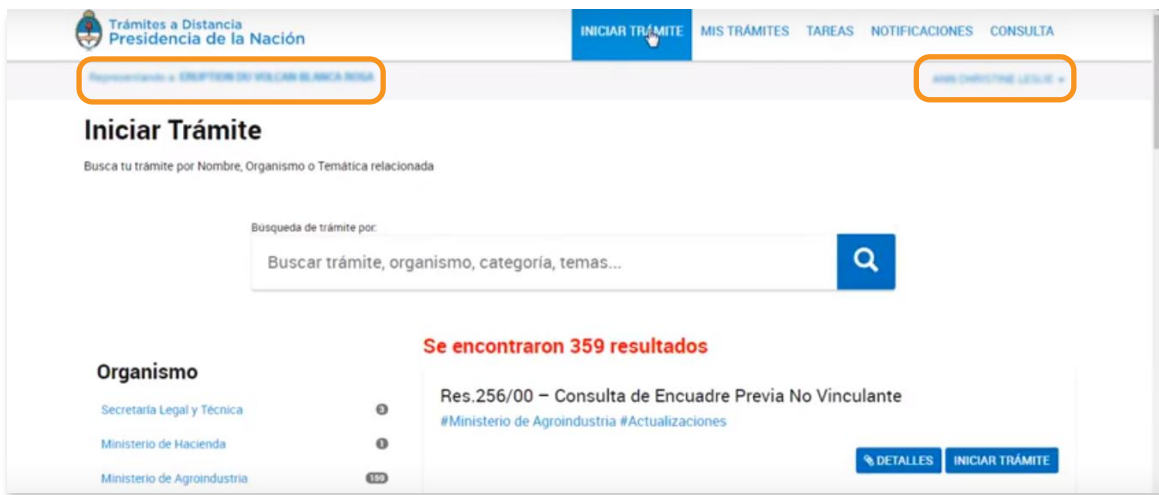 Trámites a Distancia
Presidencia de la Nación
INICIAR TRÁMITE MIS TRÁMITES TAREAS NOTIFICACIONES CONSULTA
Representando a:
Iniciar Trámite
Busca tu trámite por Nombre, Organismo o Temática relacionada
Búsqueda de trámite por:
Buscar trámite, organismo, categoría, temas...
Se encontraron 359 resultados
Organismo
Secretaría Legal y Técnica 3
Ministerio de Hacienda 1
Ministerio de Agroindustria 159
Res.256/00 – Consulta de Encuadre Previa No Vinculante
#Ministerio de Agroindustria #Actualizaciones
DETALLES INICIAR TRÁMITE